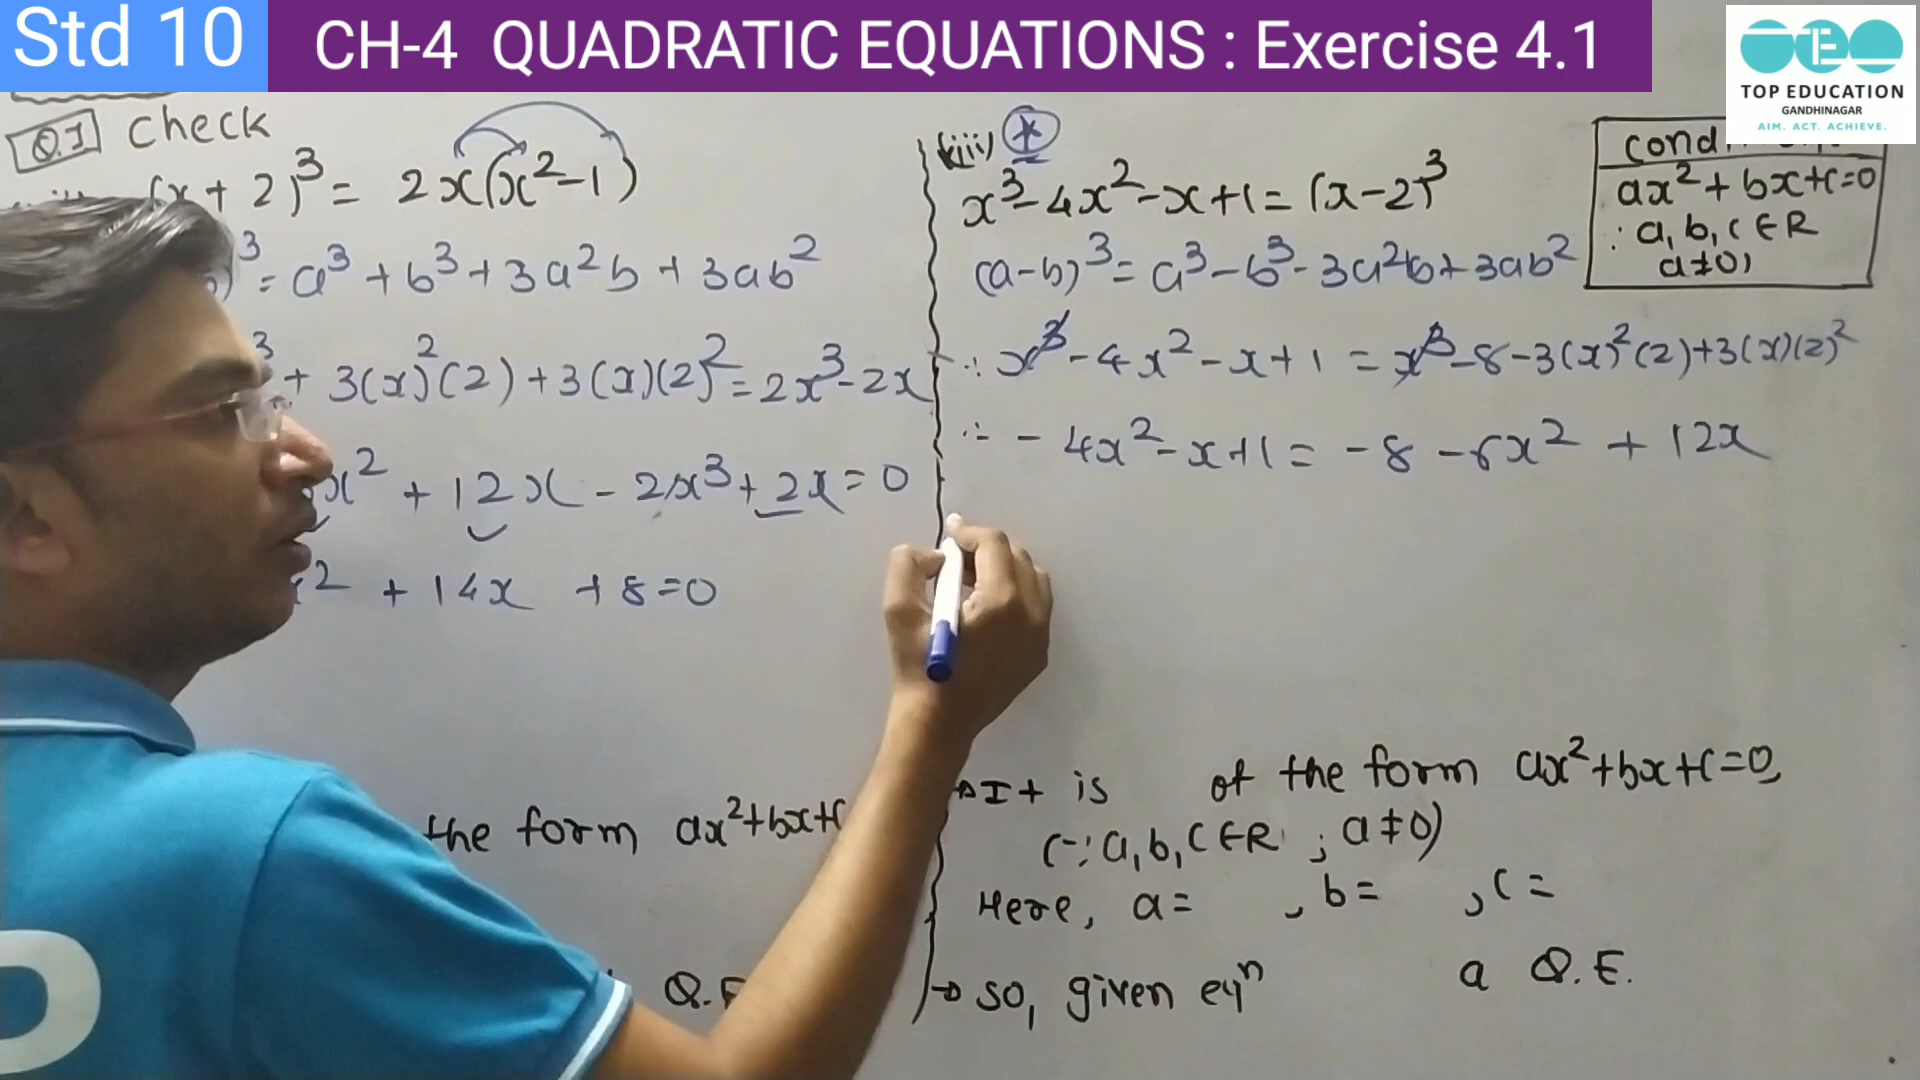 Std 10
CH-4 QUADRATIC EQUATIONS : Exercise 4.1
TOP EDUCATION
GANDHINAGAR
AIM. ACT. ACHIEVE.
Q.1 Check
(x + 2)³ = 2x(x²-1)
³ = a³ + b³ + 3a²b + 3ab²
³ + 3(x)²(2) + 3(x)(2)² = 2x³ - 2x
x² + 12x - 2x³ + 2x = 0
x² + 14x + 8 = 0
the form ax²+bx+c
Q.E
(viii) *
x³ - 4x² - x + 1 = (x-2)³
(a-b)³ = a³ - b³ - 3a²b + 3ab²
∴ x³ - 4x² - x + 1 = x³ - 8 - 3(x)²(2) + 3(x)(2)²
∴ - 4x² - x + 1 = -8 - 6x² + 12x
→ It is of the form ax²+bx+c=0,
(∵ a, b, c ∈ R ; a ≠ 0)
Here, a = , b = , c =
→ so, given eqⁿ a Q.E.
ax² + bx + c = 0
∵ a, b, c ∈ R
a ≠ 0)